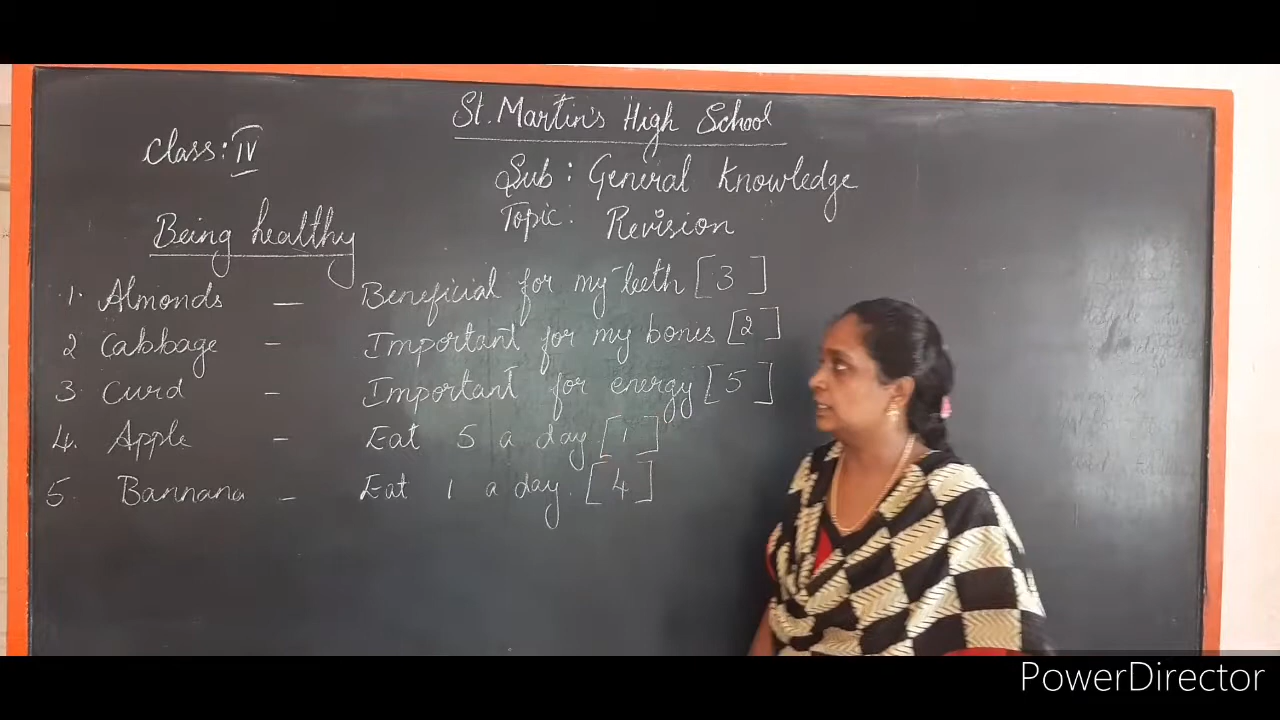 St. Martin's High School
Class: IV
Sub: General Knowledge
Topic: Revision
Being healthy
1. Almonds — Beneficial for my teeth [3]
2 Cabbage - Important for my bones [2]
3. Curd - Important for energy [5]
4. Apple - Eat 5 a day [1]
5. Bannana - Eat 1 a day. [4]
PowerDirector